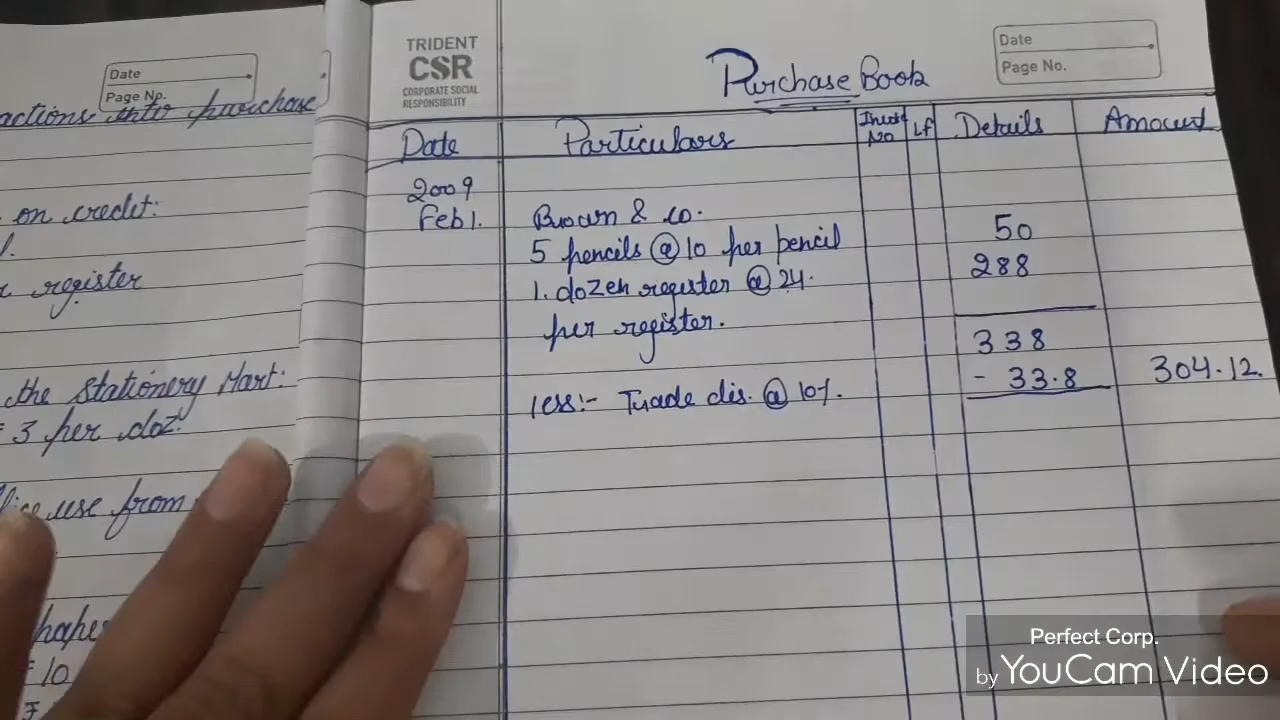 Date
Page No.
actions into purchase
on credit:
register
the Stationery Mart:
3 per doz.
use from
₹ 10
₹
TRIDENT
CSR
CORPORATE SOCIAL
RESPONSIBILITY
Purchase Book
Date
Page No.
Date Particulars No LF Details Amount
2009
Feb 1. Brown & co.
5 pencils @ 10 per pencil 50
1. dozen register @ 24. 288
per register.
338
less:- Trade dis. @ 10%. - 33.8 304.12.
Perfect Corp.
by YouCam Video